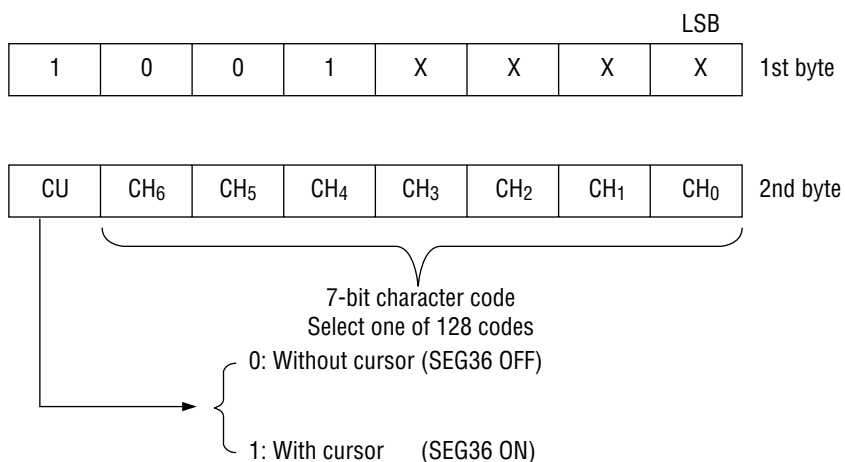 LSB
1 0 0 1 X X X X 1st byte
CU CH6 CH5 CH4 CH3 CH2 CH1 CH0 2nd byte
7-bit character code
Select one of 128 codes
0: Without cursor (SEG36 OFF)
1: With cursor (SEG36 ON)